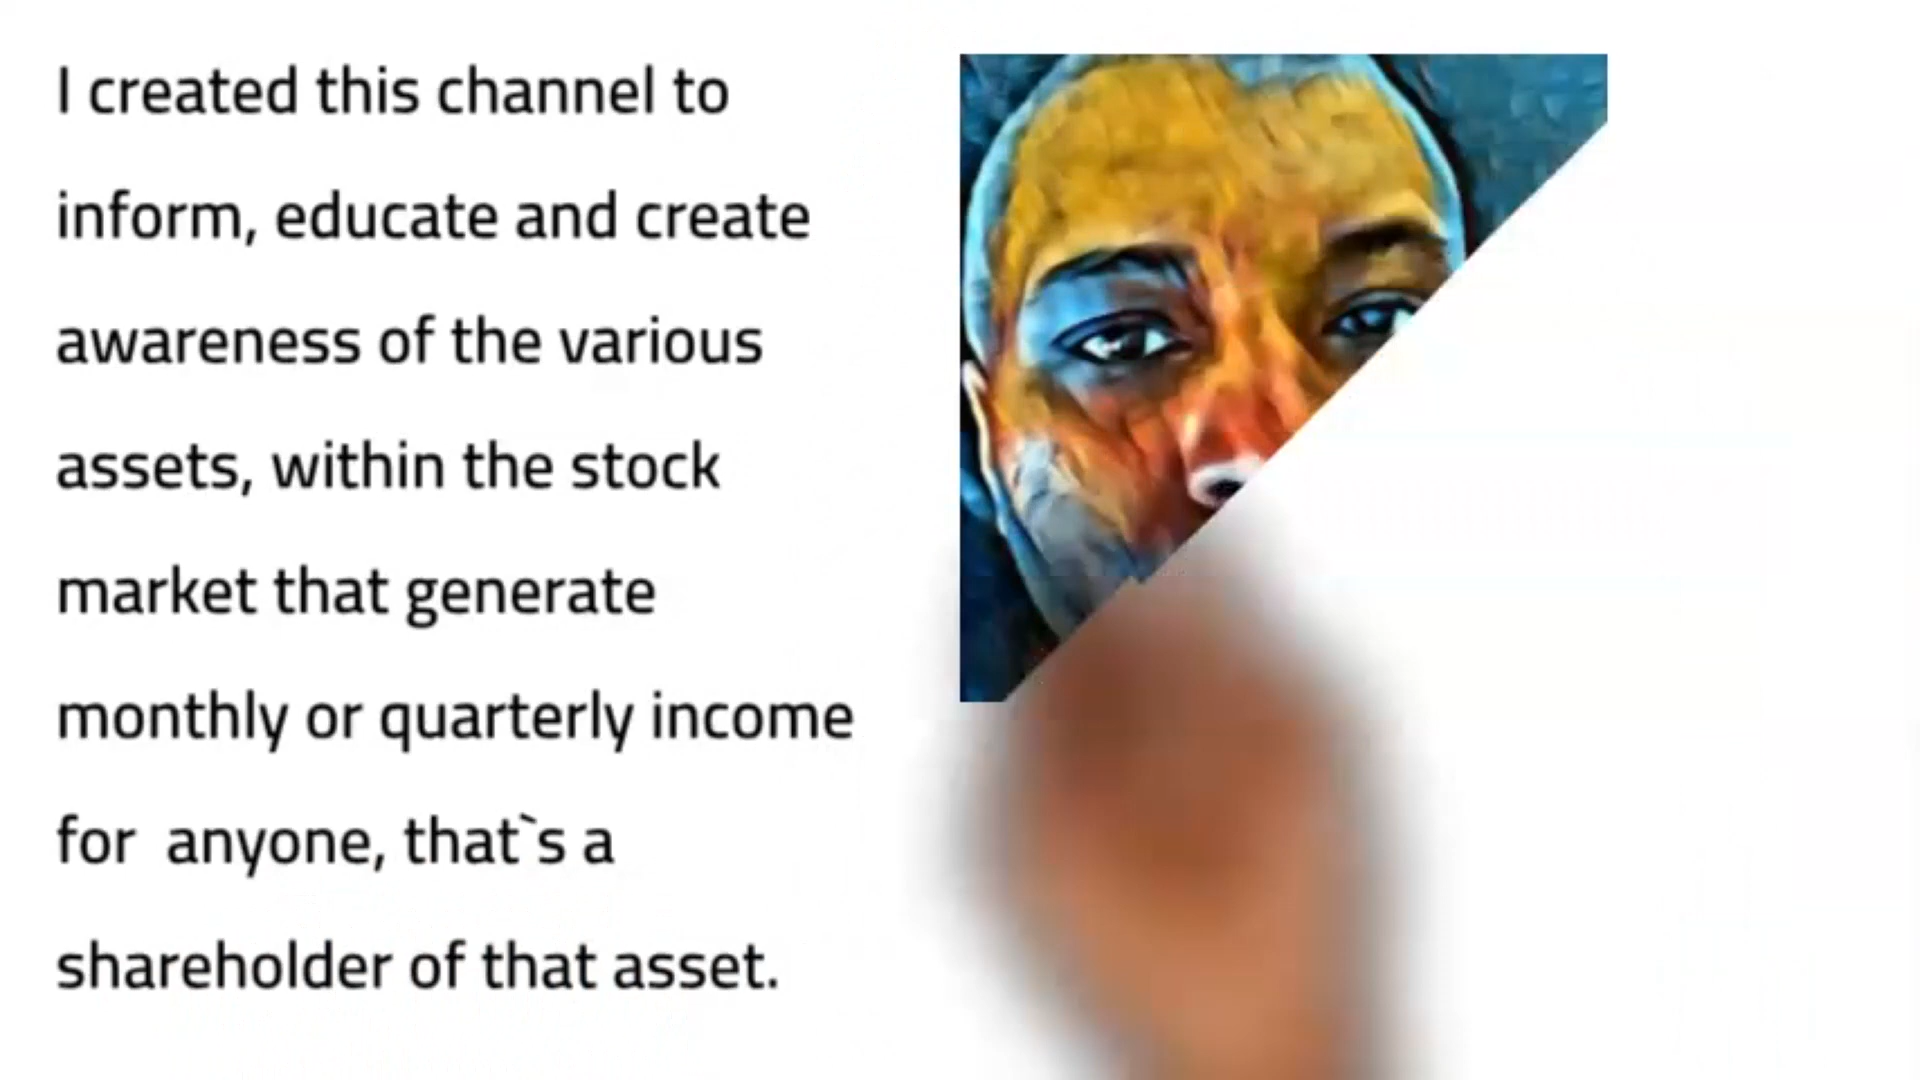 I created this channel to
inform, educate and create
awareness of the various
assets, within the stock
market that generate
monthly or quarterly income
for  anyone, that`s a
shareholder of that asset.